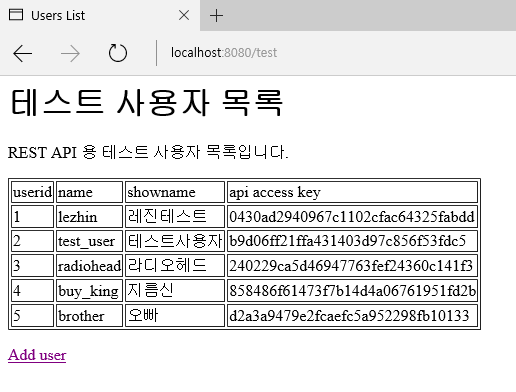 Users List
localhost:8080/test
테스트 사용자 목록
REST API 용 테스트 사용자 목록입니다.
userid name showname api access key
1 lezhin 레진테스트 0430ad2940967c1102cfac64325fabdd
2 test_user 테스트사용자 b9d06ff21ffa431403d97c856f53fdc5
3 radiohead 라디오헤드 240229ca5d46947763fef24360c141f3
4 buy_king 지름신 858486f61473f7b14d4a06761951fd2b
5 brother 오빠 d2a3a9479e2fcaefc5a952298fb10133
Add user